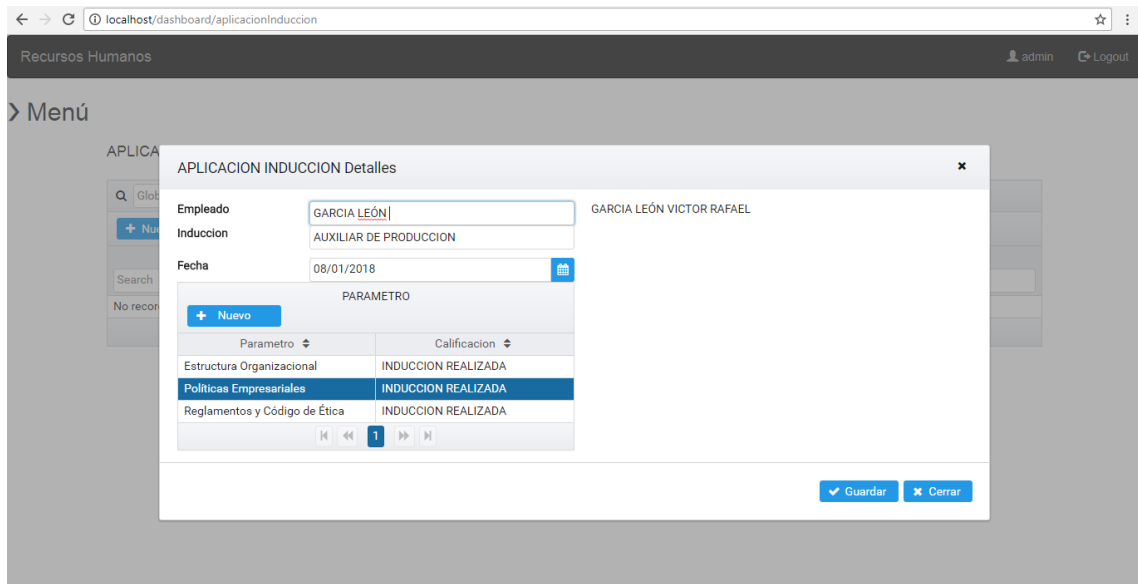 localhost/dashboard/aplicacionInduccion
Recursos Humanos admin Logout
Menú
APLICA
APLICACION INDUCCION Detalles
Glob
Empleado GARCIA LEÓN GARCIA LEÓN VICTOR RAFAEL
+ Nue
Induccion AUXILIAR DE PRODUCCION
Fecha 08/01/2018
Search
PARAMETRO
No recor
+ Nuevo
Parametro Calificacion
Estructura Organizacional INDUCCION REALIZADA
Políticas Empresariales INDUCCION REALIZADA
Reglamentos y Código de Ética INDUCCION REALIZADA
1
Guardar Cerrar